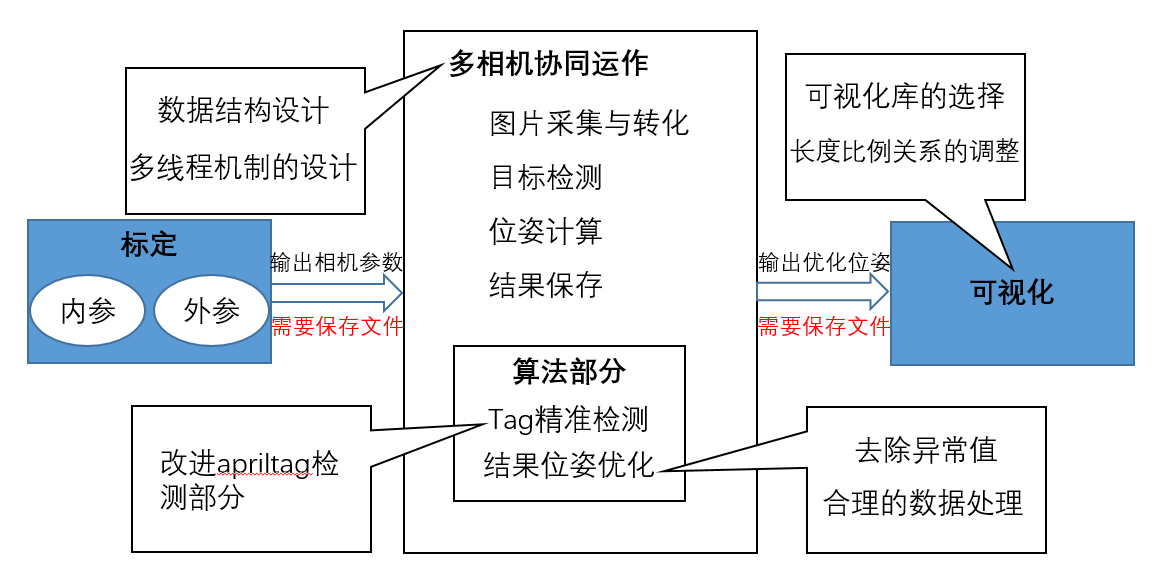 多相机协同运作
数据结构设计
多线程机制的设计
图片采集与转化
目标检测
位姿计算
结果保存
可视化库的选择
长度比例关系的调整
标定
内参
外参
输出相机参数
需要保存文件
输出优化位姿
需要保存文件
可视化
算法部分
Tag精准检测
结果位姿优化
改进apriltag检
测部分
去除异常值
合理的数据处理